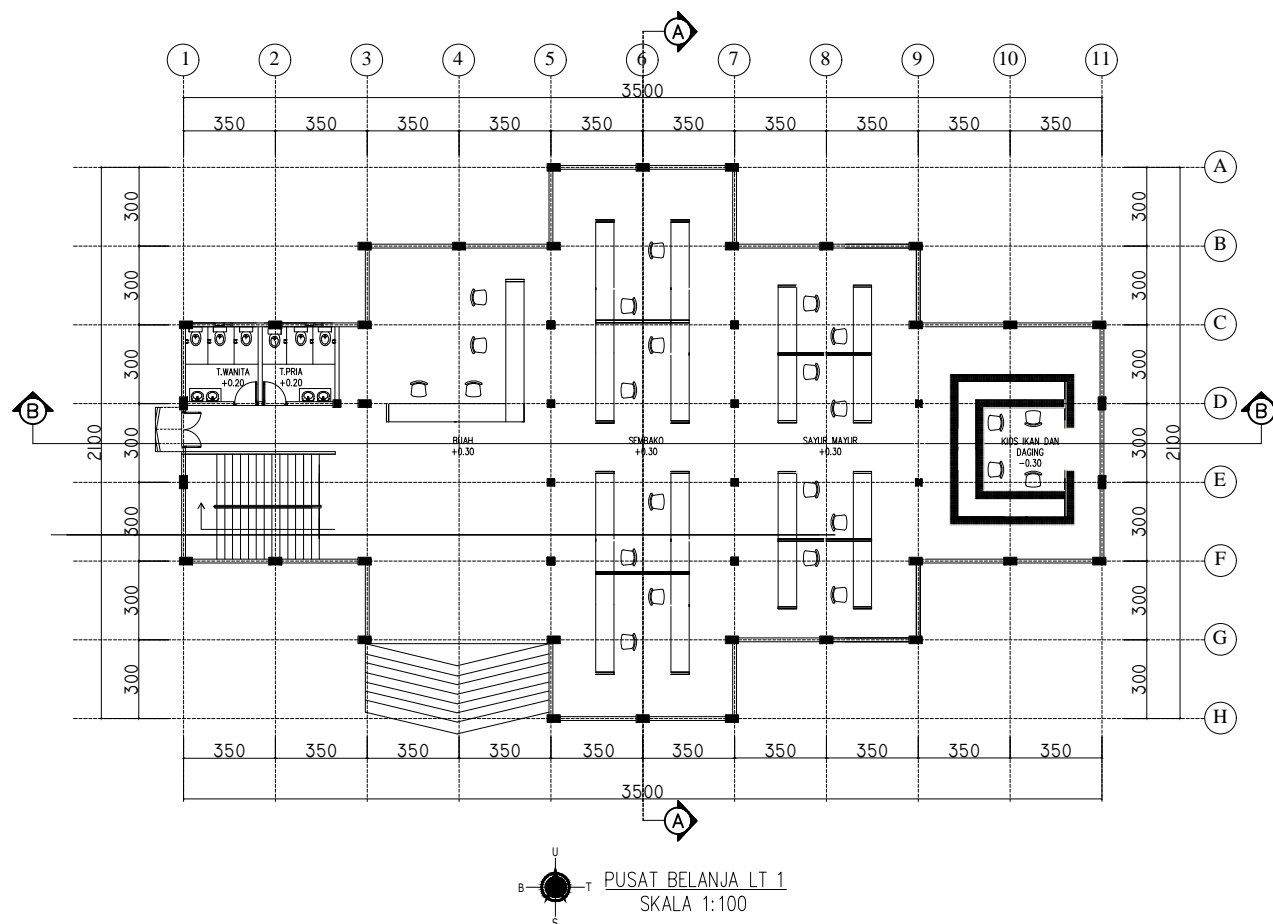 A
1 2 3 4 5 6 7 8 9 10 11
3500
350 350 350 350 350 350 350 350 350 350
A
300 300
B
300 300
C
T.WANITA
+0.20
T.PRIA
+0.20
300 300
B D B
2100 300 300 2100
BUAH
+0.30
SEMBAKO
+0.30
SAYUR MAYUR
+0.30
KIOS IKAN DAN
DAGING
-0.30
E
300 300
F
300 300
G
300 300
H
350 350 350 350 350 350 350 350 350 350
3500
A
U
B T
S
PUSAT BELANJA LT 1
SKALA 1:100